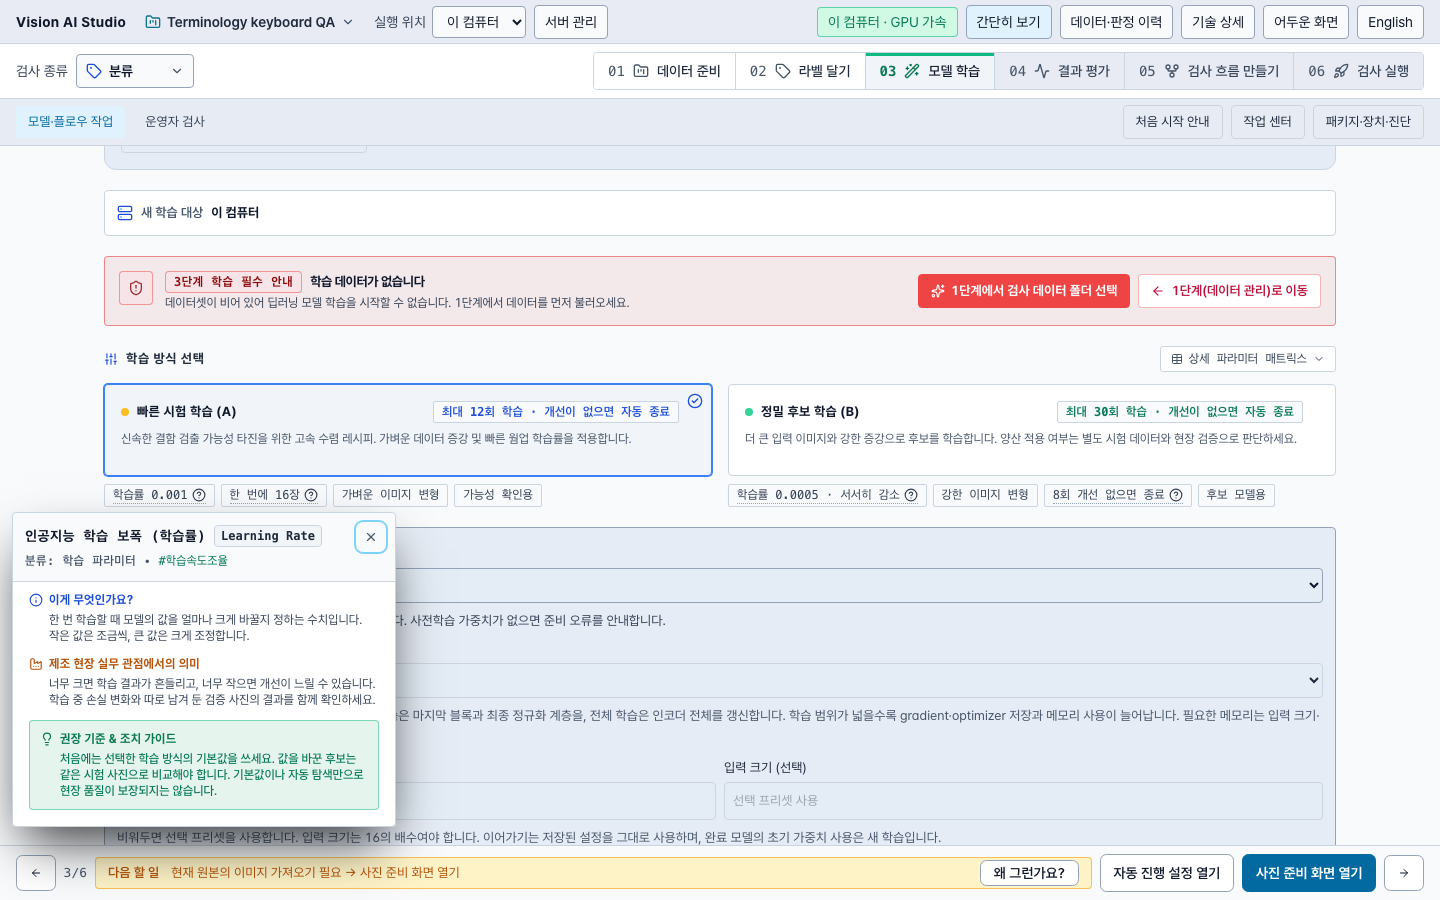 Vision AI Studio Terminology keyboard QA 실행 위치 이 컴퓨터 서버 관리 이 컴퓨터 · GPU 가속 간단히 보기 데이터·판정 이력 기술 상세 어두운 화면 English
검사 종류 분류 01 데이터 준비 02 라벨 달기 03 모델 학습 04 결과 평가 05 검사 흐름 만들기 06 검사 실행
모델·플로우 작업 운영자 검사 처음 시작 안내 작업 센터 패키지·장치·진단
새 학습 대상 이 컴퓨터
3단계 학습 필수 안내 학습 데이터가 없습니다
데이터셋이 비어 있어 딥러닝 모델 학습을 시작할 수 없습니다. 1단계에서 데이터를 먼저 불러오세요.
1단계에서 검사 데이터 폴더 선택 1단계(데이터 관리)로 이동
학습 방식 선택 상세 파라미터 매트릭스
빠른 시험 학습 (A) 최대 12회 학습 · 개선이 없으면 자동 종료
신속한 결함 검출 가능성 타진을 위한 고속 수렴 레시피. 가벼운 데이터 증강 및 빠른 웜업 학습률을 적용합니다.
학습률 0.001 한 번에 16장 가벼운 이미지 변형 가능성 확인용
정밀 후보 학습 (B) 최대 30회 학습 · 개선이 없으면 자동 종료
더 큰 입력 이미지와 강한 증강으로 후보를 학습합니다. 양산 적용 여부는 별도 시험 데이터와 현장 검증으로 판단하세요.
학습률 0.0005 · 서서히 감소 강한 이미지 변형 8회 개선 없으면 종료 후보 모델용
인공지능 학습 보폭 (학습률) Learning Rate
분류: 학습 파라미터 • #학습속도조율
이게 무엇인가요?
한 번 학습할 때 모델의 값을 얼마나 크게 바꿀지 정하는 수치입니다.
작은 값은 조금씩, 큰 값은 크게 조정합니다.
제조 현장 실무 관점에서의 의미
너무 크면 학습 결과가 흔들리고, 너무 작으면 개선이 느릴 수 있습니다.
학습 중 손실 변화와 따로 남겨 둔 검증 사진의 결과를 함께 확인하세요.
권장 기준 & 조치 가이드
처음에는 선택한 학습 방식의 기본값을 쓰세요. 값을 바꾼 후보는
같은 시험 사진으로 비교해야 합니다. 기본값이나 자동 탐색만으로
현장 품질이 보장되지는 않습니다.
다. 사전학습 가중치가 없으면 준비 오류를 안내합니다.
은 마지막 블록과 최종 정규화 계층을, 전체 학습은 인코더 전체를 갱신합니다. 학습 범위가 넓을수록 gradient·optimizer 저장과 메모리 사용이 늘어납니다. 필요한 메모리는 입력 크기·
입력 크기 (선택)
선택 프리셋 사용
비워두면 선택 프리셋을 사용합니다. 입력 크기는 16의 배수여야 합니다. 이어가기는 저장된 설정을 그대로 사용하며, 완료 모델의 초기 가중치 사용은 새 학습입니다.
3/6 다음 할 일 현재 원본의 이미지 가져오기 필요 → 사진 준비 화면 열기 왜 그런가요? 자동 진행 설정 열기 사진 준비 화면 열기